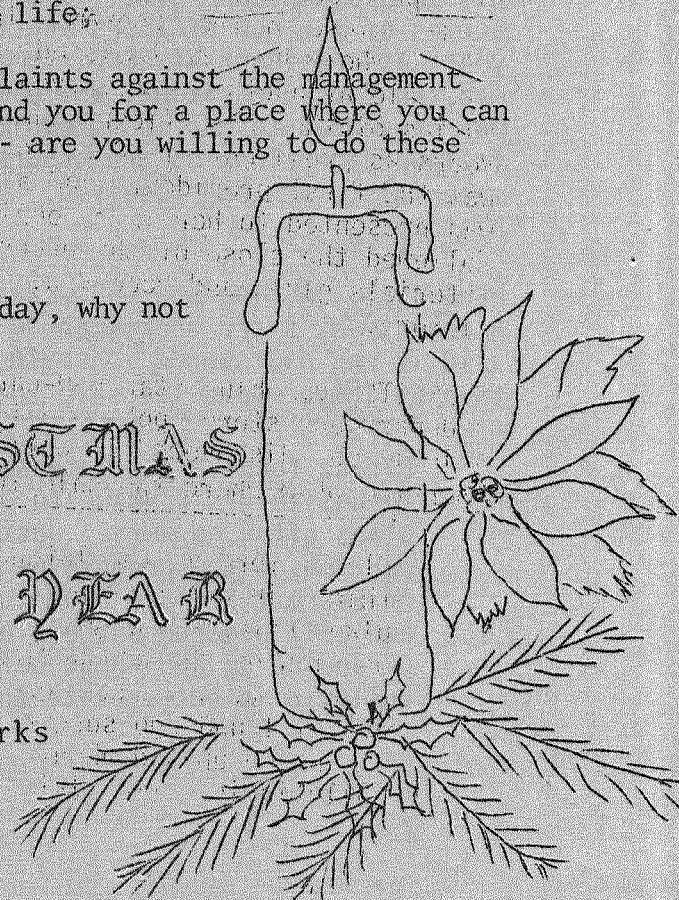 life;
laints against the management
nd you for a place where you can
- are you willing to do these
day, why not
STMAS
YEAR
rks